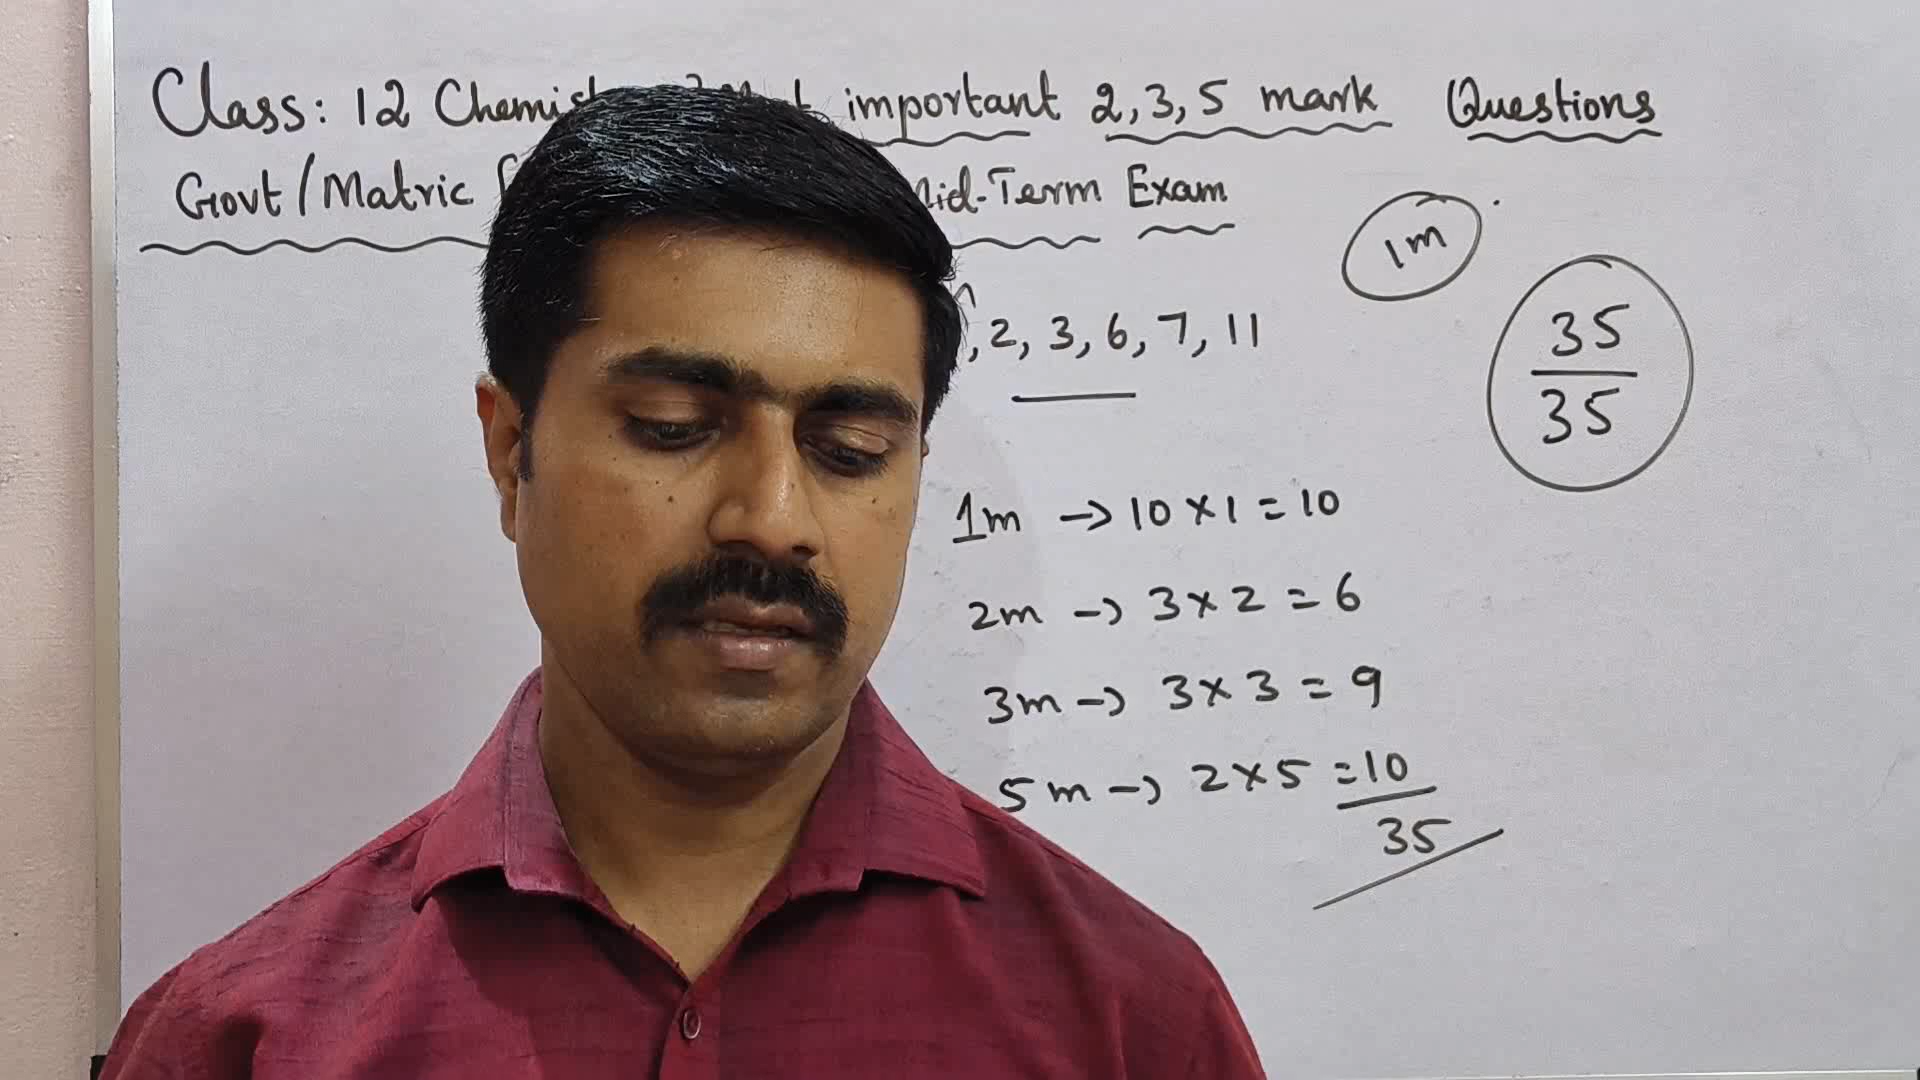 Class: 12 Chemis important 2,3,5 mark Questions
Govt/Matric Mid-Term Exam
1m
, 2, 3, 6, 7, 11
35
35
1m → 10 × 1 = 10
2m → 3 × 2 = 6
3m → 3 × 3 = 9
5m → 2 × 5 = 10
35